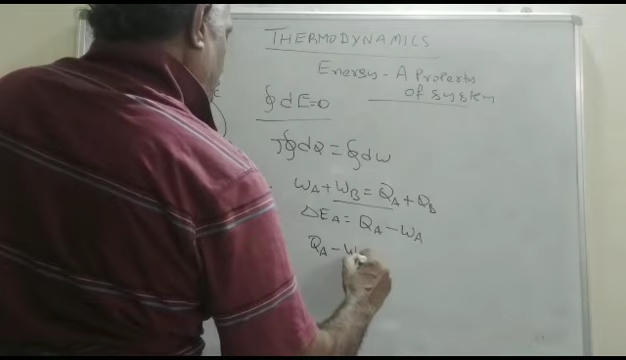 THERMODYNAMICS
Energy - A Property
of system
∮dE=0
J∮dQ = ∮dW
WA + WB = QA + QB
ΔEA = QA - WA
QA - W